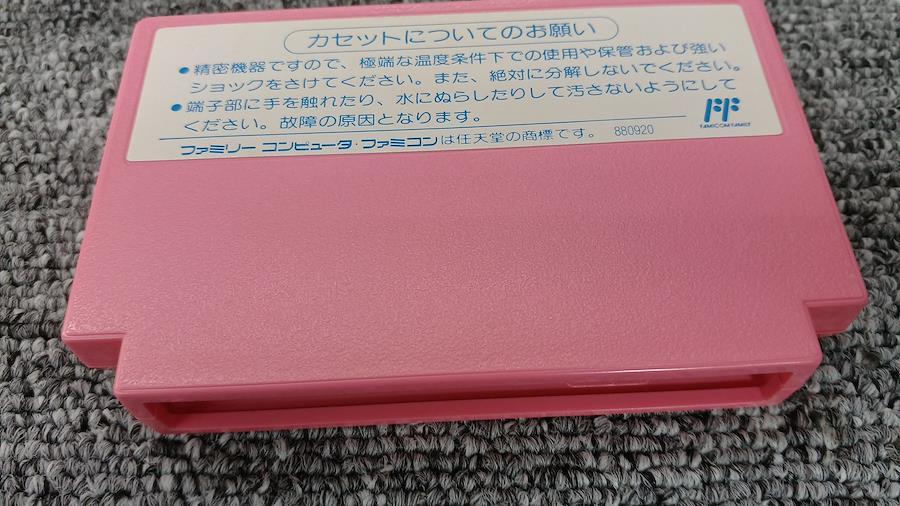 カセットについてのお願い
●精密機器ですので、極端な温度条件下での使用や保管および強い
ショックをさけてください。また、絶対に分解しないでください。
●端子部に手を触れたり、水にぬらしたりして汚さないようにして
ください。故障の原因となります。
FF
FAMICOM FAMILY
ファミリー コンピュータ・ファミコンは任天堂の商標です。 880920